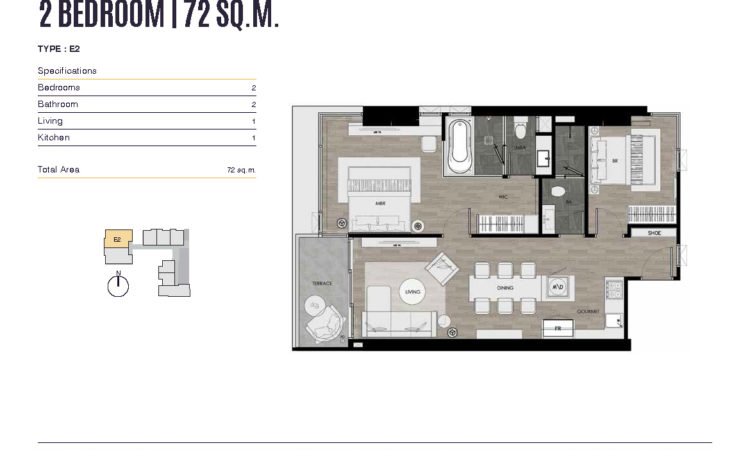 2 BEDROOM | 72 SQ.M.
TYPE : E2
Specifications
Bedrooms 2
Bathroom 2
Living 1
Kitchen 1
Total Area 72 sq.m.
E2
N
MBR
WIC
BR
SHOE
TERRACE
LIVING
DINING
W\D
GOURMET
FR